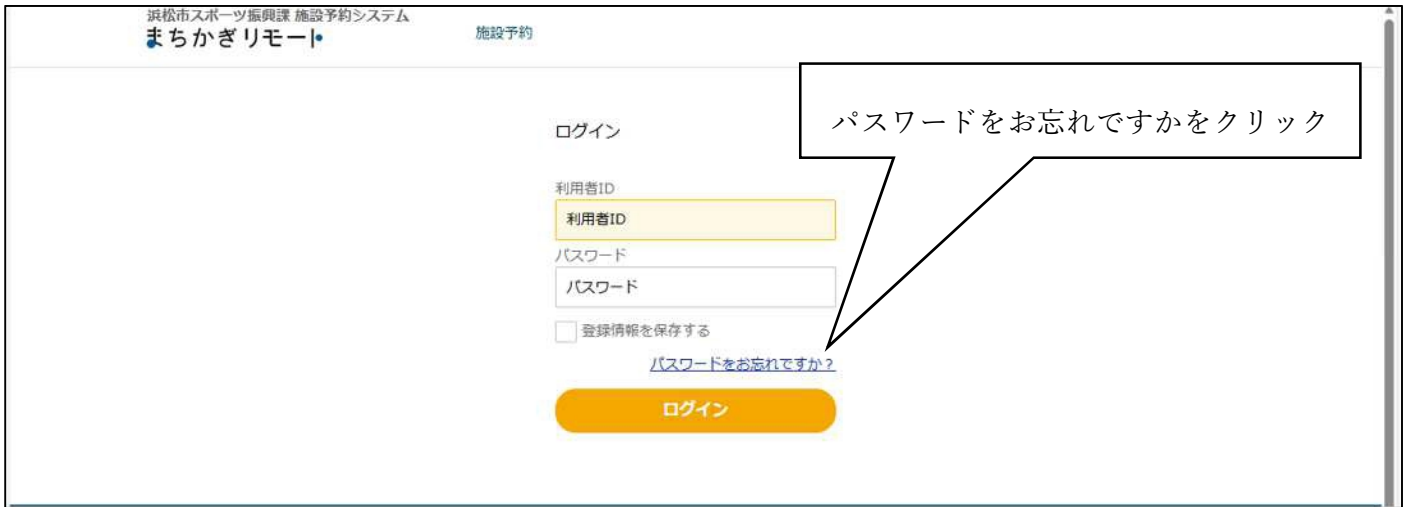 浜松市スポーツ振興課 施設予約システム
まちかぎリモート
施設予約
パスワードをお忘れですかをクリック
ログイン
利用者ID
利用者ID
パスワード
パスワード
登録情報を保存する
パスワードをお忘れですか？
ログイン